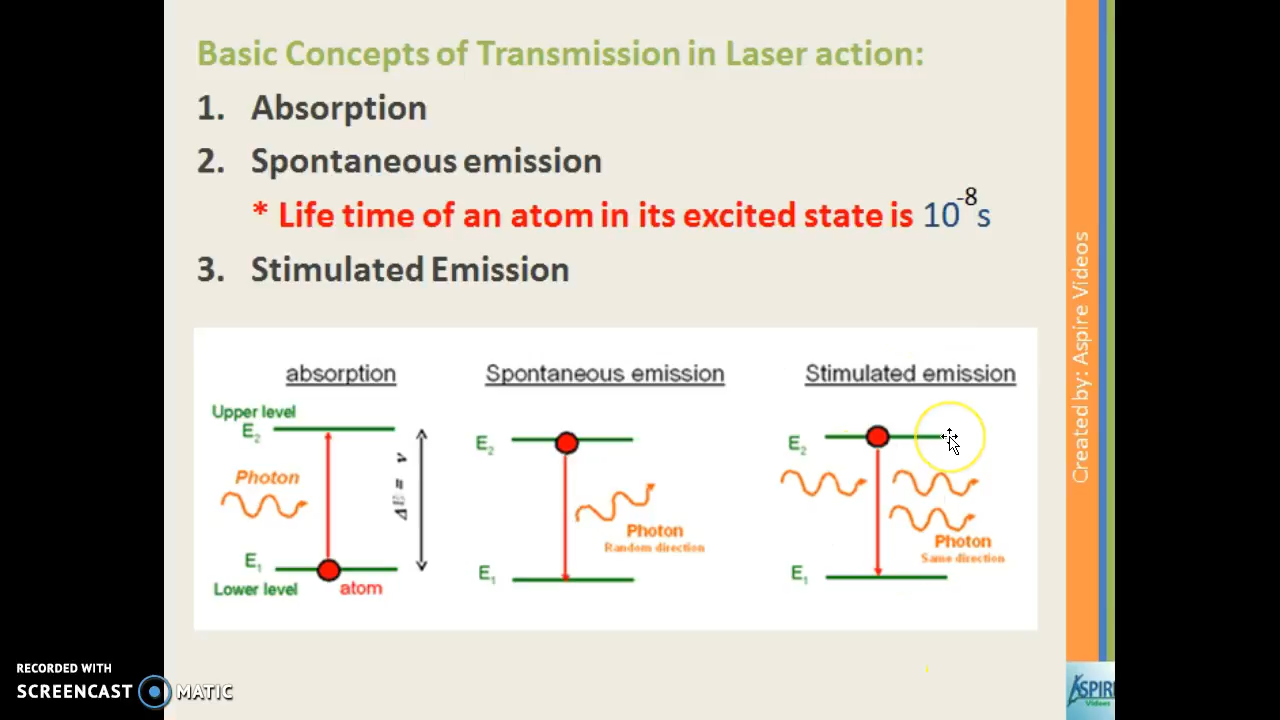 Basic Concepts of Transmission in Laser action:
1. Absorption
2. Spontaneous emission
* Life time of an atom in its excited state is 10-8s
3. Stimulated Emission
absorption
Upper level
E2
Photon
ΔE = ν
E1
Lower level
atom
Spontaneous emission
E2
Photon
Random direction
E1
Stimulated emission
E2
Photon
Same direction
E1
Created by: Aspire Videos
RECORDED WITH
SCREENCAST MATIC
ASPIRE
Videos